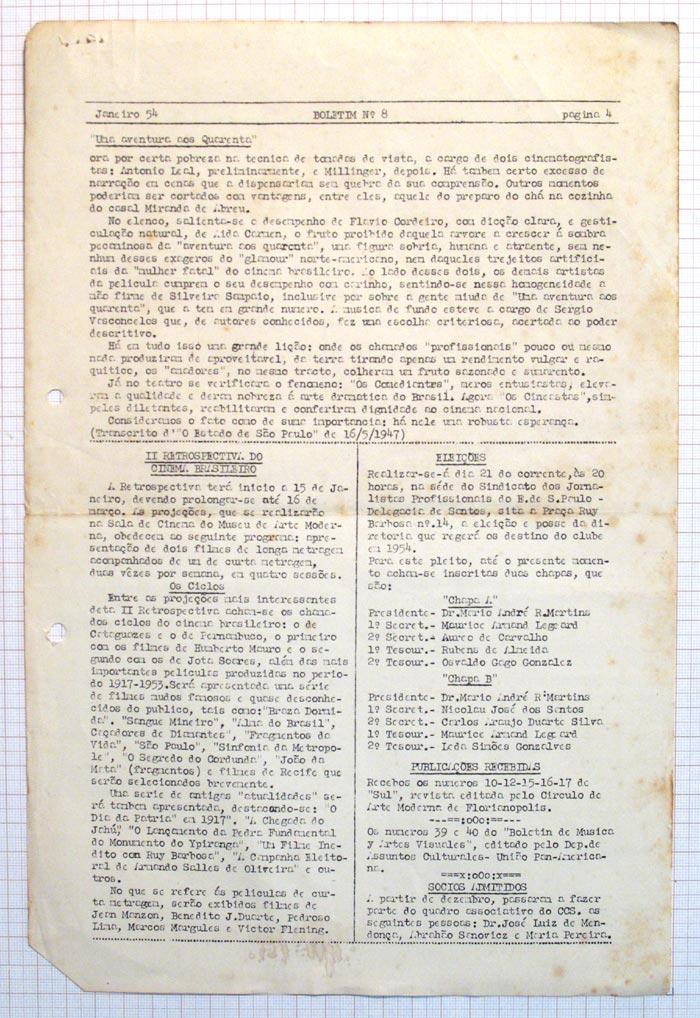 Janeiro 54 BOLETIM Nº 8 pagina 4
"Uma aventura aos Quarenta"
ora por certa pobreza na tecnica de tomadas de vista, a cargo de dois cinematografis-
tas: Antonio Leal, preliminarmente, e Millinger, depois. Há tambem certo excesso de
narração em cenas que a dispensariam sem quebra da sua comprensão. Outros momentos
poderiam ser cortados com vantagens, entre eles, aquele do preparo do chá na cozinha
do casal Miranda de Abreu.
No elenco, salienta-se o desempenho de Flavio Cordeiro, com dicção clara, e gesti-
culação natural, de Aida Carmen, o fruto proibido daquela arvore a crescer á sombra
pecaminosa da "aventura aos quarenta", uma figura sobria, humana e atraente, sem ne-
nhum desses exageros do "glamour" norte-americano, nem daqueles trejeitos artifici-
ais da "mulher fatal" do cinema brasileiro. Ao lado desses dois, os demais artistas
da pelicula cumprem o seu desempenho com carinho, sentindo-se nessa homogeneidade a
mão firme de Silveira Sampaio, inclusive por sobre a gente miuda de "Uma aventura aos
quarenta", que a tem em grande numero. A musica de fundo esteve a cargo de Sergio
Vasconcelos que, de autores conhecidos, fez uma escolha criteriosa, acertada ao poder
descritivo.
Há em tudo isso uma grande lição: onde os chamados "profissionais" pouco ou mesmo
nada produziram de aproveitavel, da terra tirando apenas um rendimento vulgar e ra-
quitico, os "amadores", no mesmo tracto, colheram um fruto sazonado e sumarento.
Já no teatro se verificara o fenomeno: "Os Comediantes", meros entusiastas, eleva-
ram a qualidade e deram nobreza á arte dramatica do Brasil. Agora "Os Cineastas",sim-
peles diletantes, reabilitaram e conferiram dignidade ao cinema nacional.
Consideramos o fato como de suma importancia: há nele uma robusta esperança.
(Transcrito d'"O Estado de São Paulo" de 16/5/1947)
II RETROSPECTIVA DO
CINEMA BRASILEIRO
A Retrospectiva terá inicio a 15 de Ja-
neiro, devendo prolongar-se até 16 de
março. As projeções, que se realizarão
na Sala de Cinema do Museu de Arte Moder-
na, obedecem ao seguinte programa: apre-
sentação de dois filmes de longa metragem
acompanhados de um de curta metragem,
duas vêzes por semana, em quatro sessões.
Os Ciclos
Entre as projeções mais interessantes
desta II Retrospectiva acham-se os chama-
dos ciclos do cinema brasileiro: o de
Cataguazes e o de Pernambuco, o primeiro
com os filmes de Humberto Mauro e o se-
gundo com os de Jota Soares, além das mais
importantes peliculas produzidas no perio-
do 1917-1953.Será apresentada uma série
de filmes mudos famosos e quase desconhe-
cidos do publico, tais como:"Braza Dormi-
da". "Sangue Mineiro", "Alma do Brasil",
Caçadores de Diamantes", "Fragmentos da
Vida", "São Paulo", "Sinfonia da Metropo-
le", "O Segredo do Corcunda", "João da
Mata" (fragmentos) e filmes de Recife que
serão selecionados brevemente.
Uma serie de antigas "atualidades" se-
rá tambem apresentada, destacando-se: "O
Dia da Patria" em 1917". "A Chegada do
Jahú", "O Lançamento da Pedra Fundamental
do Monumento do Ypiranga", "Um Filme Ine-
dito com Ruy Barbosa", "A Campanha Eleito-
ral de Armando Salles de Oliveira" e ou-
tros.
No que se refere ás peliculas de cur-
ta metragem, serão exibidos filmes de
Jean Manzon, Benedito J.Duarte, Pedroso
Lima, Marcos Margules e Victor Fleming.
ELEIÇÕES
Realizar-se-á dia 21 do corrente,às 20
horas, na séde do Sindicato dos Jorna-
listas Profissionais do E.de S.Paulo -
Delegacia de Santos, sita a Praça Ruy
Barbosa nº.14, a eleição e posse da di-
retoria que regerá os destino do clube
em 1954.
Para este pleito, até o presente momen-
to acham-se inscritas duas chapas, que
são:
"Chapa A"
Presidente- Dr.Mario André R.Martins
1º Secret.- Maurice Armand Legeard
2º Secret.- Aureo de Carvalho
1º Tesour.- Rubens de Almeida
2º Tesour.- Osvaldo Gago Gonzalez
"Chapa B"
Presidente- Dr.Mario André R.Martins
1º Secret.- Nicolau José dos Santos
2º Secret.- Carlos Araujo Duarte Silva
1º Tesour.- Maurice Armand Legeard
2º Tesour.- Leda Simões Gonsalves
PUBLICAÇÕES RECEBIDAS
Recebos os numeros 10-12-15-16-17 de
"Sul", revista editada pelo Circulo de
Arte Moderna de Florianopolis.
---==:oOo:==---
Os numeros 39 e 40 do "Boletim de Musica
y Artes Visuales", editado pelo Dep.de
Assuntos Culturales- União Pan-America-
na.
===x:oOo:x===
SOCIOS ADMITIDOS
A partir de dezembro, passaram a fazer
parte do quadro associativo do CCS. as
seguintes pessoas: Dr.José Luiz de Men-
donça, Abrahão Sanovicz e Maria Pereira.